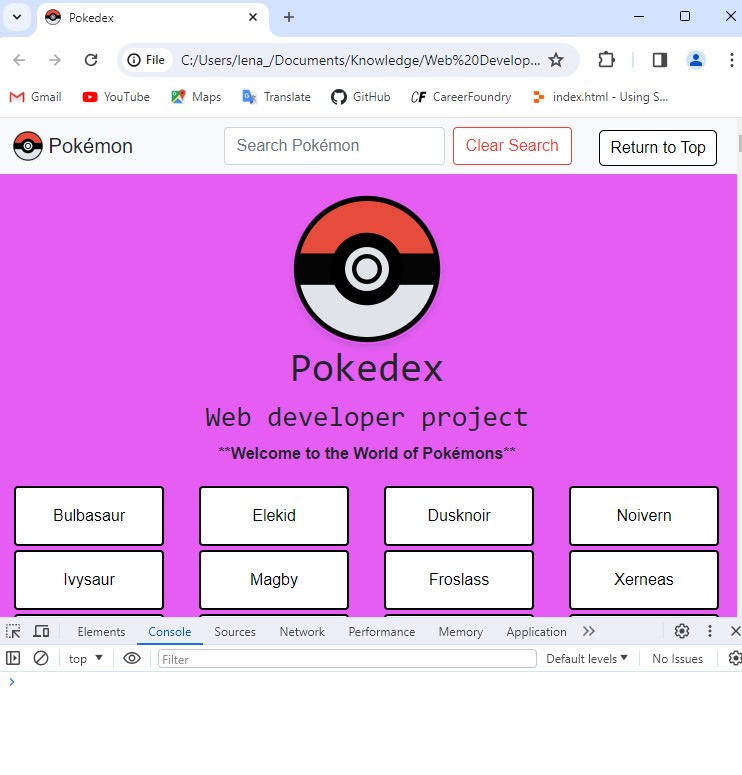 Pokedex
File C:/Users/lena_/Documents/Knowledge/Web%20Develop...
Gmail YouTube Maps Translate GitHub CF CareerFoundry index.html - Using S...
Pokémon Search Pokémon Clear Search Return to Top
Pokedex
Web developer project
**Welcome to the World of Pokémons**
Bulbasaur Elekid Dusknoir Noivern
Ivysaur Magby Froslass Xerneas
Elements Console Sources Network Performance Memory Application
top Filter Default levels No Issues